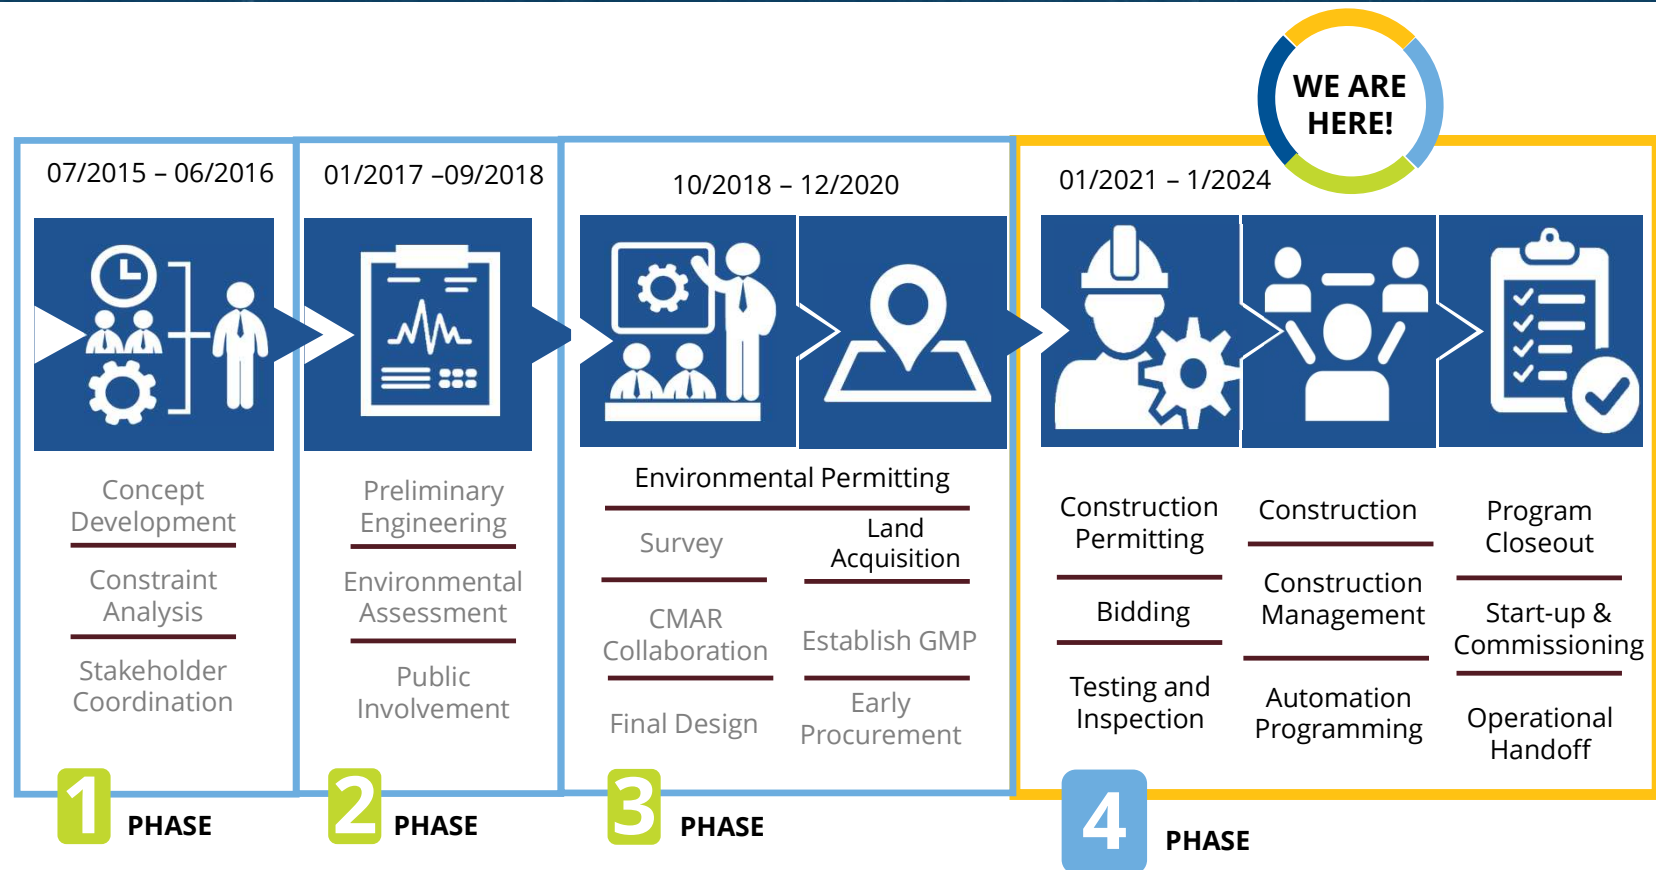 WE ARE
HERE!
07/2015 – 06/2016
Concept
Development
Constraint
Analysis
Stakeholder
Coordination
1
PHASE
01/2017 –09/2018
Preliminary
Engineering
Environmental
Assessment
Public
Involvement
2
PHASE
10/2018 – 12/2020
Environmental Permitting
Survey
CMAR
Collaboration
Final Design
Land
Acquisition
Establish GMP
Early
Procurement
3
PHASE
01/2021 – 1/2024
Construction
Permitting
Bidding
Testing and
Inspection
Construction
Construction
Management
Automation
Programming
Program
Closeout
Start-up &
Commissioning
Operational
Handoff
4
PHASE